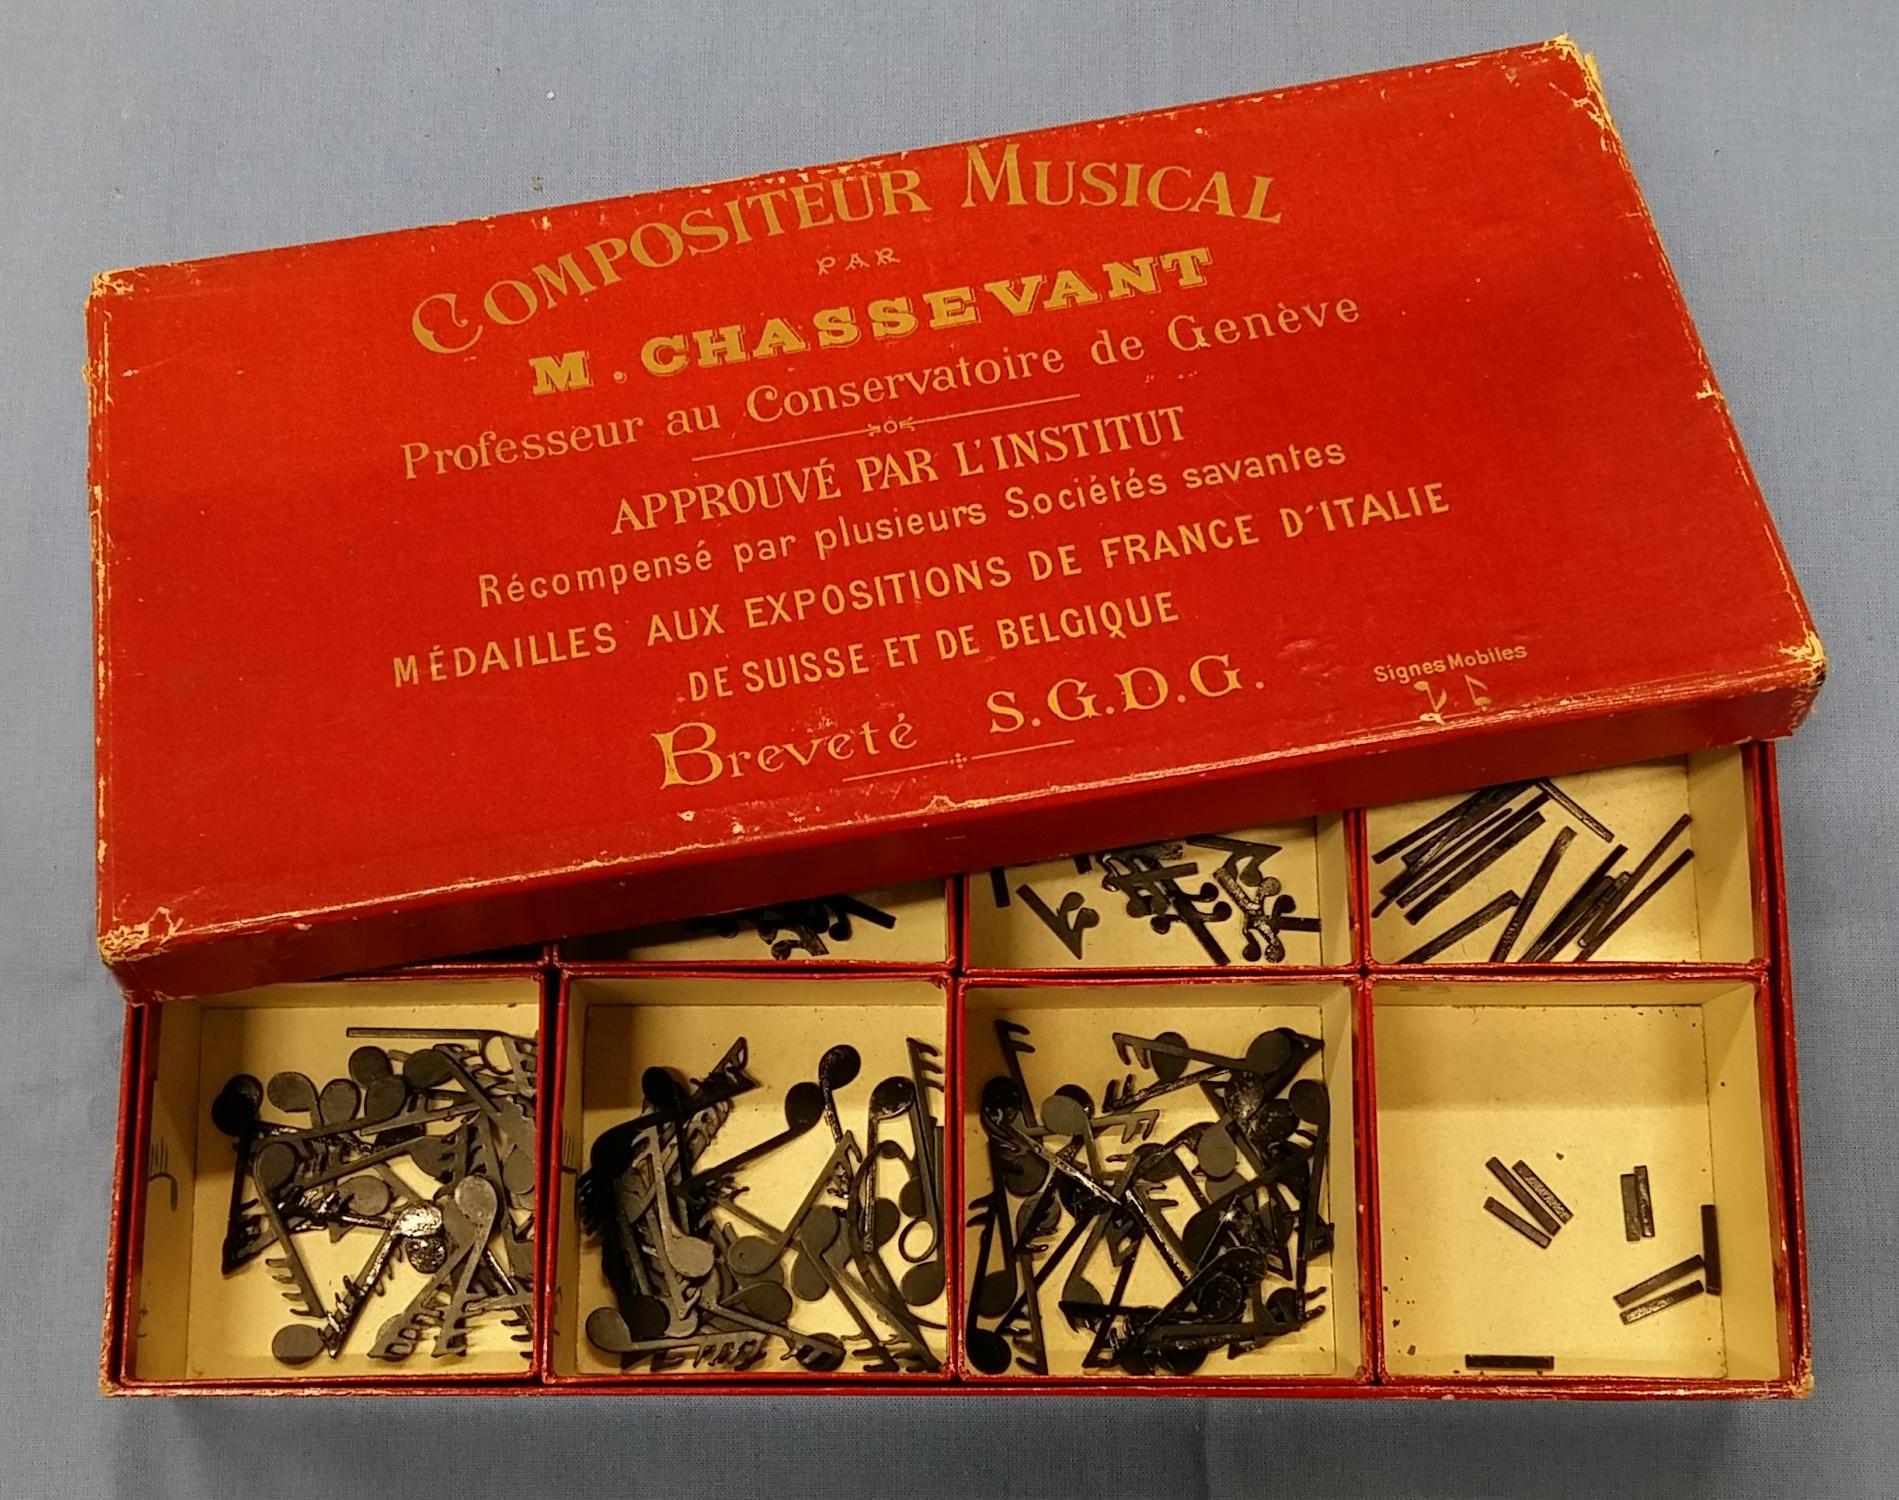 COMPOSITEUR MUSICAL
PAR
M. CHASSEVANT
Professeur au Conservatoire de Genève
APPROUVÉ PAR L'INSTITUT
Récompensé par plusieurs Sociétés savantes
MÉDAILLES AUX EXPOSITIONS DE FRANCE D'ITALIE
DE SUISSE ET DE BELGIQUE
Breveté S.G.D.G.
Signes Mobiles